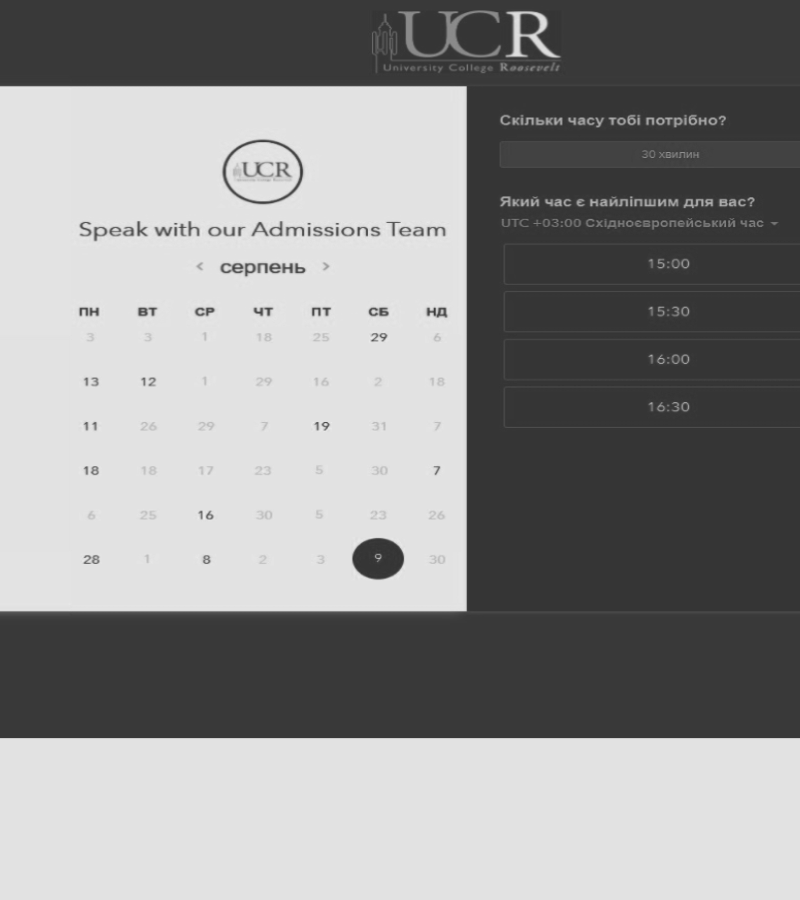 UCR
University College Roosevelt
UCR
Speak with our Admissions Team
< серпень >
ПН ВТ СР ЧТ ПТ СБ НД
3 3 1 18 25 29 6
13 12 1 29 16 2 18
11 26 29 7 19 31 7
18 18 17 23 5 30 7
6 25 16 30 5 23 26
28 1 8 2 3 9 30
Скільки часу тобі потрібно?
30 хвилин
Який час є найліпшим для вас?
UTC +03:00 Східноєвропейський час
15:00
15:30
16:00
16:30